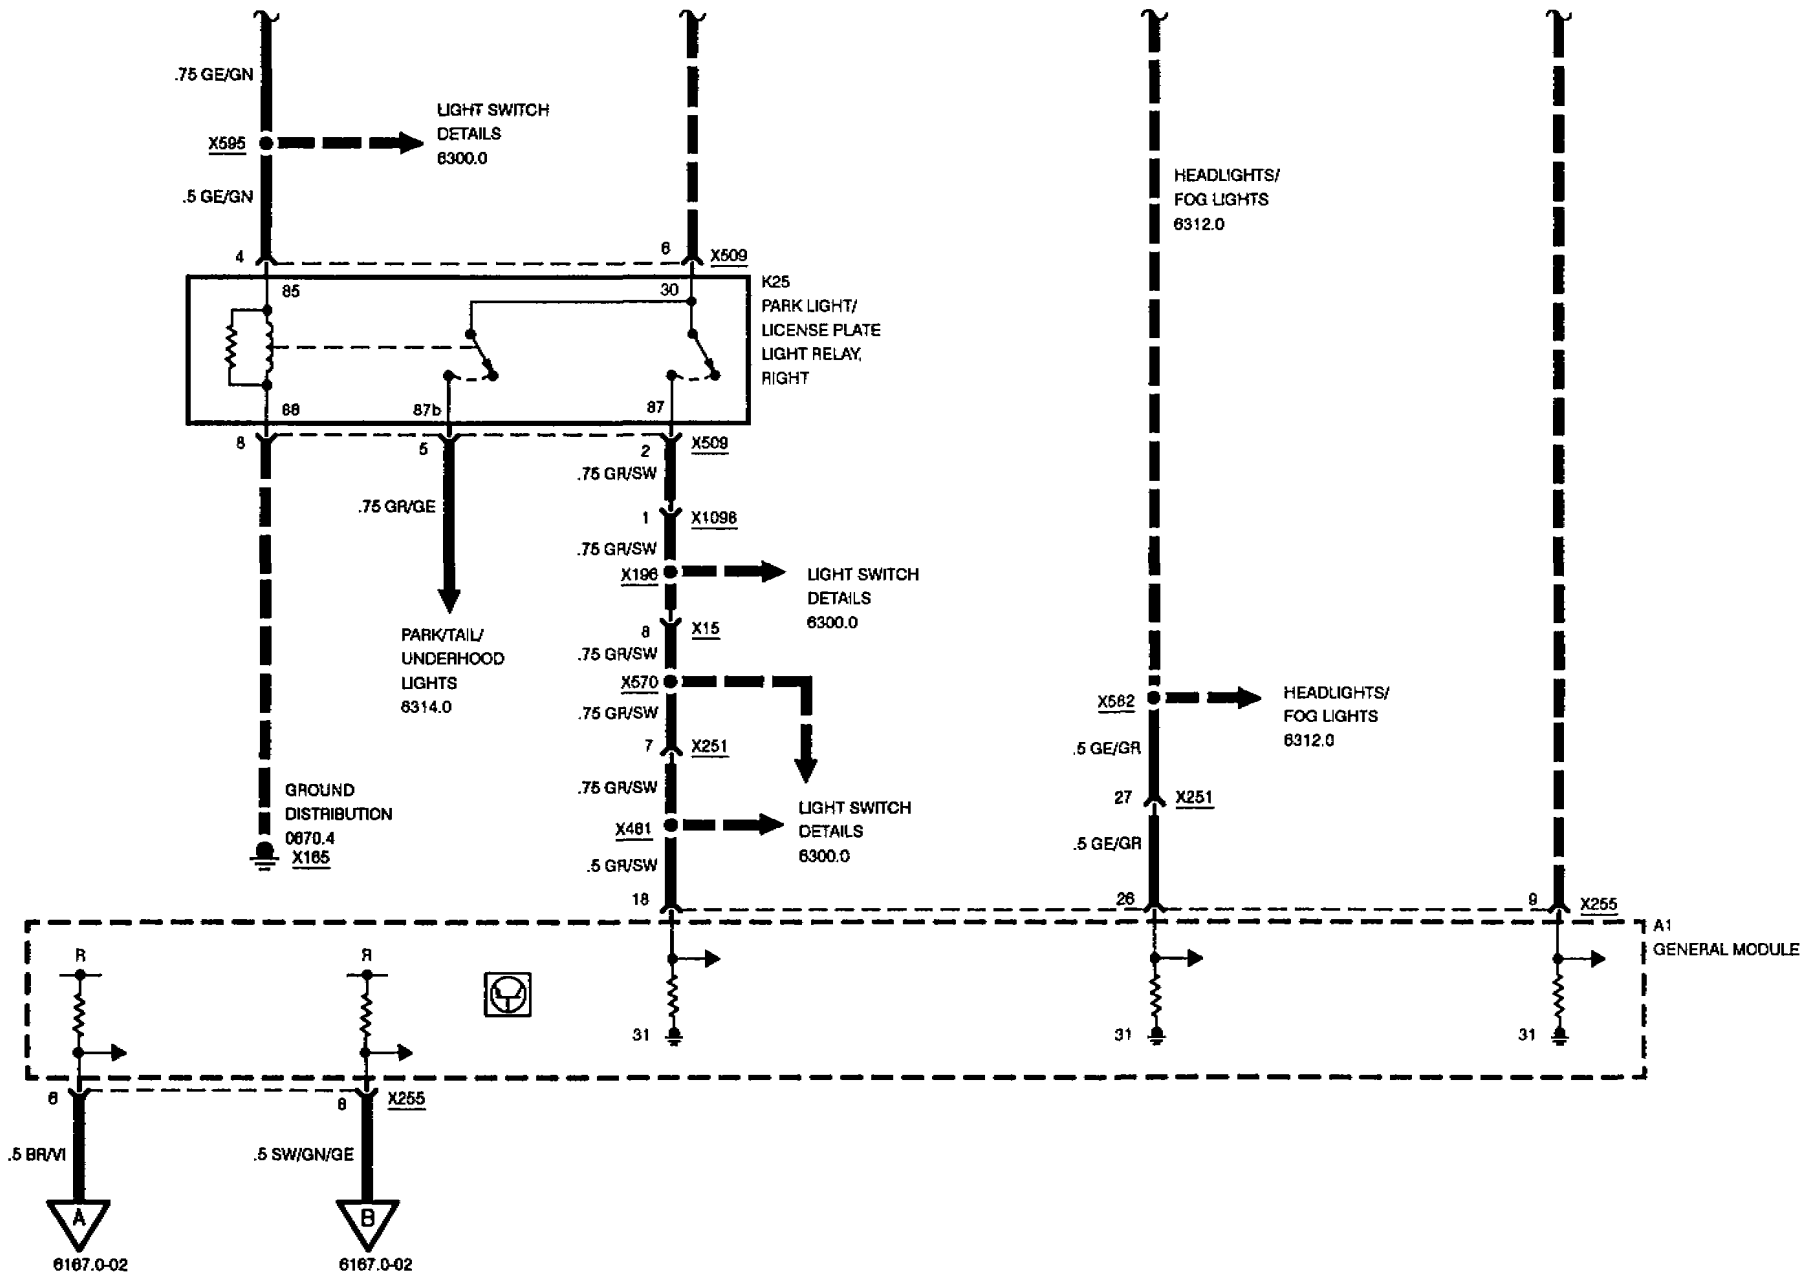 .75 GE/GN
LIGHT SWITCH
DETAILS
6300.0
X595
.5 GE/GN
HEADLIGHTS/
FOG LIGHTS
6312.0
4
6
X509
K25
PARK LIGHT/
LICENSE PLATE
LIGHT RELAY,
RIGHT
85
30
86
87b
87
8
5
2
X509
.75 GR/SW
.75 GR/GE
1
X1098
.75 GR/SW
X196
LIGHT SWITCH
DETAILS
6300.0
8
X15
PARK/TAIL/
UNDERHOOD
LIGHTS
6314.0
.75 GR/SW
X570
.75 GR/SW
X582
HEADLIGHTS/
FOG LIGHTS
6312.0
7
X251
.5 GE/GR
GROUND
DISTRIBUTION
0670.4
X165
.75 GR/SW
27
X251
X461
LIGHT SWITCH
DETAILS
6300.0
.5 GE/GR
.5 GR/SW
18
26
9
X255
A1
GENERAL MODULE
R
R
31
31
31
6
8
X255
.5 BR/VI
.5 SW/GN/GE
A
B
6167.0-02
6167.0-02